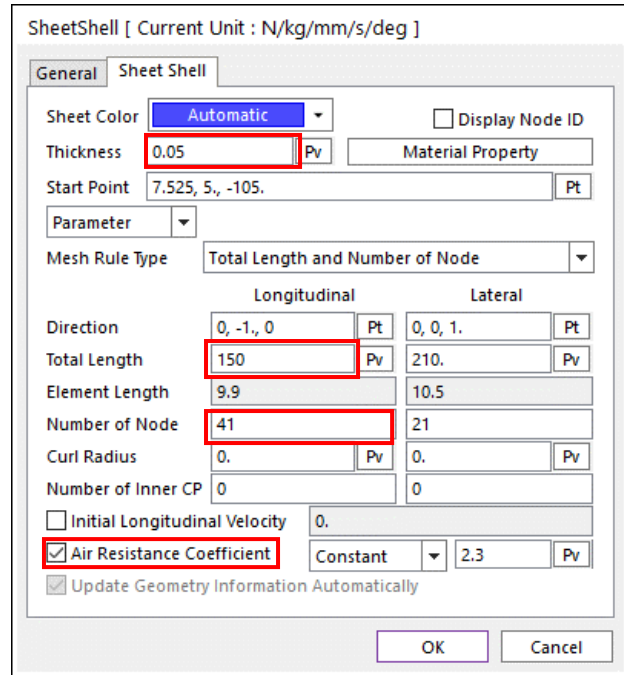 SheetShell [ Current Unit : N/kg/mm/s/deg ]
General Sheet Shell
Sheet Color Automatic Display Node ID
Thickness 0.05 Pv Material Property
Start Point 7.525, 5., -105. Pt
Parameter
Mesh Rule Type Total Length and Number of Node
Longitudinal Lateral
Direction 0, -1., 0 Pt 0, 0, 1. Pt
Total Length 150 Pv 210. Pv
Element Length 9.9 10.5
Number of Node 41 21
Curl Radius 0. Pv 0. Pv
Number of Inner CP 0 0
Initial Longitudinal Velocity 0.
Air Resistance Coefficient Constant 2.3 Pv
Update Geometry Information Automatically
OK Cancel